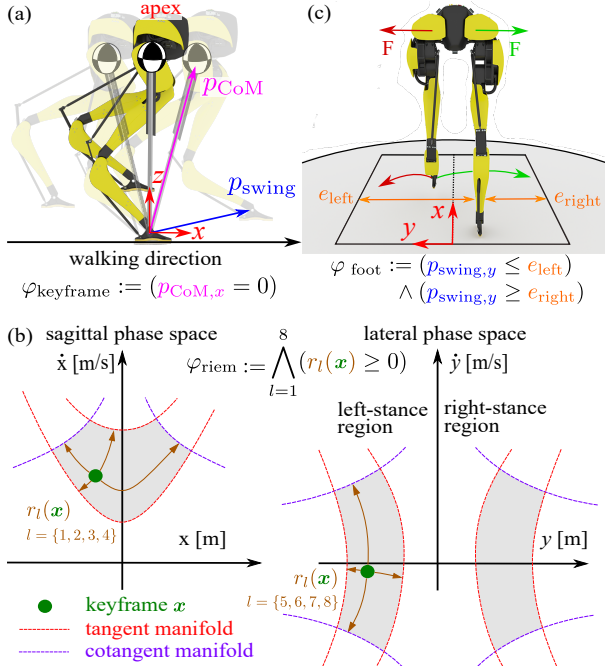 (a)
apex
p_CoM
z
p_swing
x
walking direction
φ_keyframe := (p_CoM,x = 0)
(c)
F
F
e_left
e_right
x
y
φ_foot := (p_swing,y ≤ e_left)
∧ (p_swing,y ≥ e_right)
(b)
sagittal phase space
lateral phase space
ẋ [m/s]
φ_riem := ⋀_{l=1}^{8} (r_l(x) ≥ 0)
ẏ [m/s]
left-stance
region
right-stance
region
r_l(x)
l = {1, 2, 3, 4}
x [m]
y [m]
r_l(x)
l = {5, 6, 7, 8}
keyframe x
tangent manifold
cotangent manifold